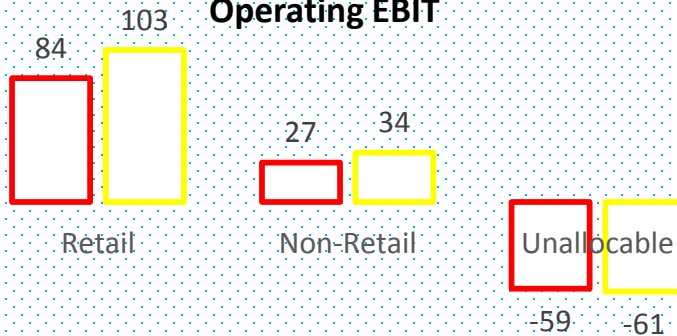 Operating EBIT
84
103
27
34
Retail
Non-Retail
Unallocable
-59
-61